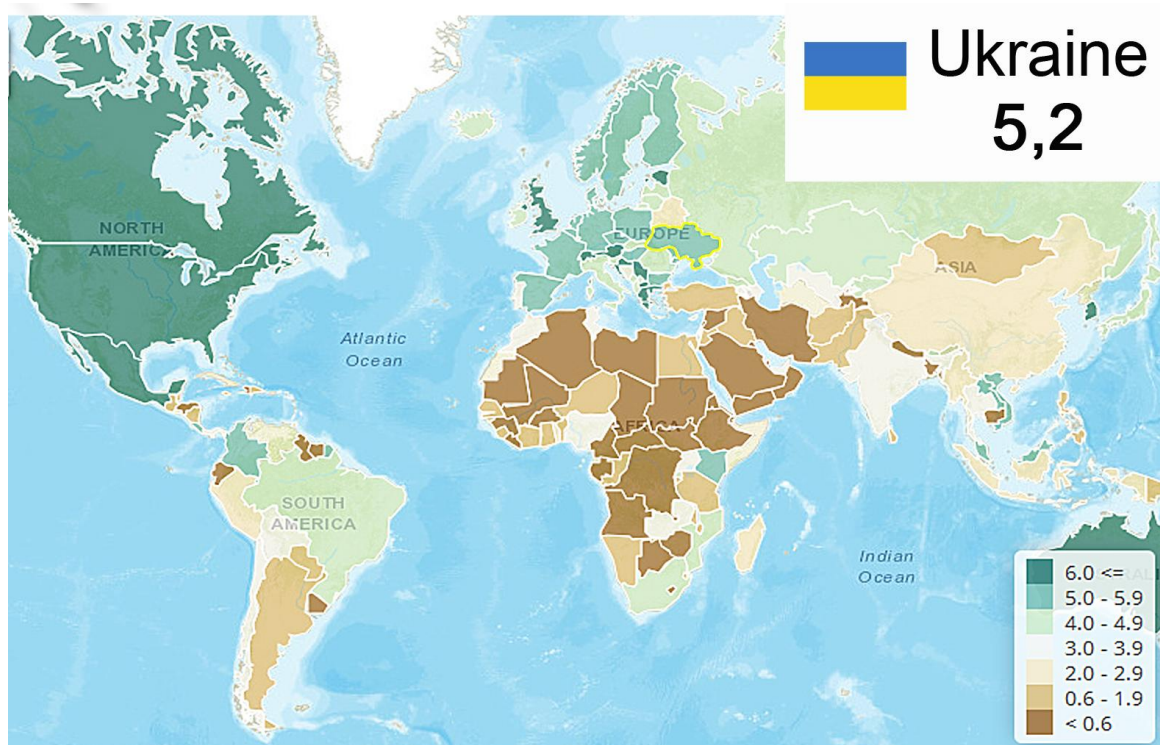 Ukraine
5,2
NORTH
AMERICA
EUROPE
ASIA
Atlantic
Ocean
AFRICA
SOUTH
AMERICA
Indian
Ocean
6.0 <=
5.0 - 5.9
4.0 - 4.9
3.0 - 3.9
2.0 - 2.9
0.6 - 1.9
< 0.6